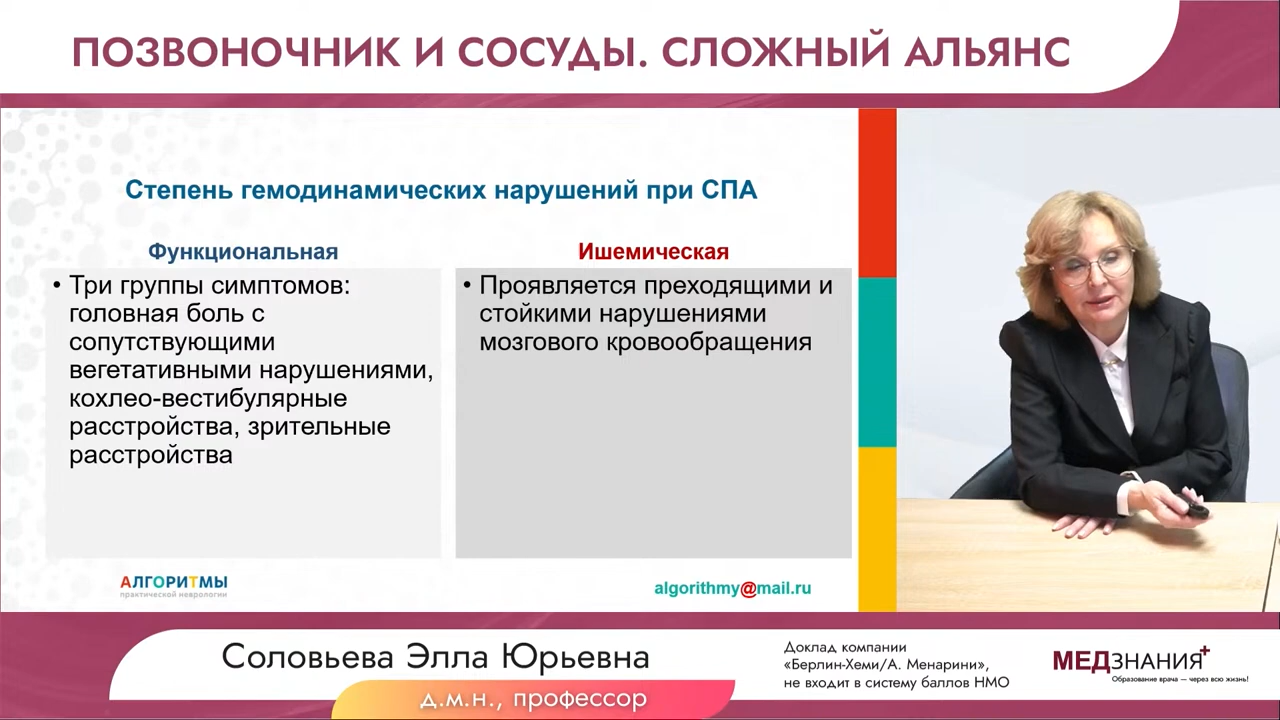 ПОЗВОНОЧНИК И СОСУДЫ. СЛОЖНЫЙ АЛЬЯНС
Степень гемодинамических нарушений при СПА
Функциональная
• Три группы симптомов:
головная боль с
сопутствующими
вегетативными нарушениями,
кохлео-вестибулярные
расстройства, зрительные
расстройства
Ишемическая
• Проявляется преходящими и
стойкими нарушениями
мозгового кровообращения
АЛГОРИТМЫ
практической неврологии
algorithmy@mail.ru
Соловьева Элла Юрьевна
д.м.н., профессор
Доклад компании
«Берлин-Хеми/А. Менарини»,
не входит в систему баллов НМО
МЕДЗНАНИЯ+
Образование врача — через всю жизнь!